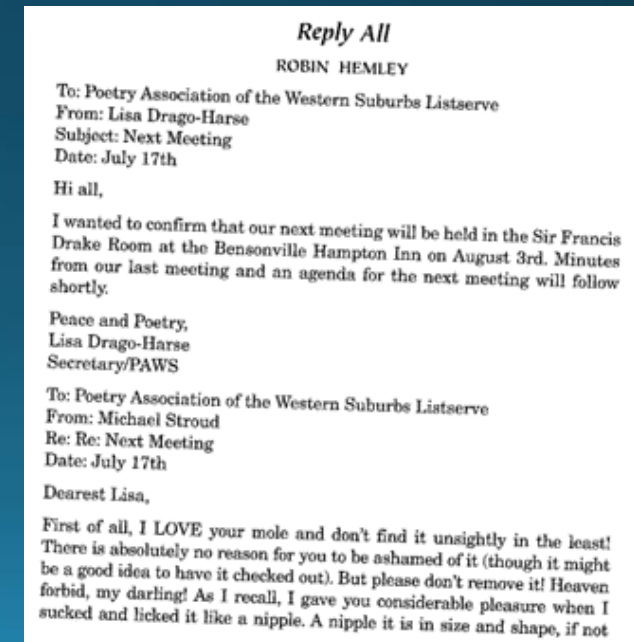 Reply All
ROBIN HEMLEY
To: Poetry Association of the Western Suburbs Listserve
From: Lisa Drago-Harse
Subject: Next Meeting
Date: July 17th
Hi all,
I wanted to confirm that our next meeting will be held in the Sir Francis
Drake Room at the Bensonville Hampton Inn on August 3rd. Minutes
from our last meeting and an agenda for the next meeting will follow
shortly.
Peace and Poetry,
Lisa Drago-Harse
Secretary/PAWS
To: Poetry Association of the Western Suburbs Listserve
From: Michael Stroud
Re: Re: Next Meeting
Date: July 17th
Dearest Lisa,
First of all, I LOVE your mole and don't find it unsightly in the least!
There is absolutely no reason for you to be ashamed of it (though it might
be a good idea to have it checked out). But please don't remove it! Heaven
forbid, my darling! As I recall, I gave you considerable pleasure when I
sucked and licked it like a nipple. A nipple it is in size and shape, if not